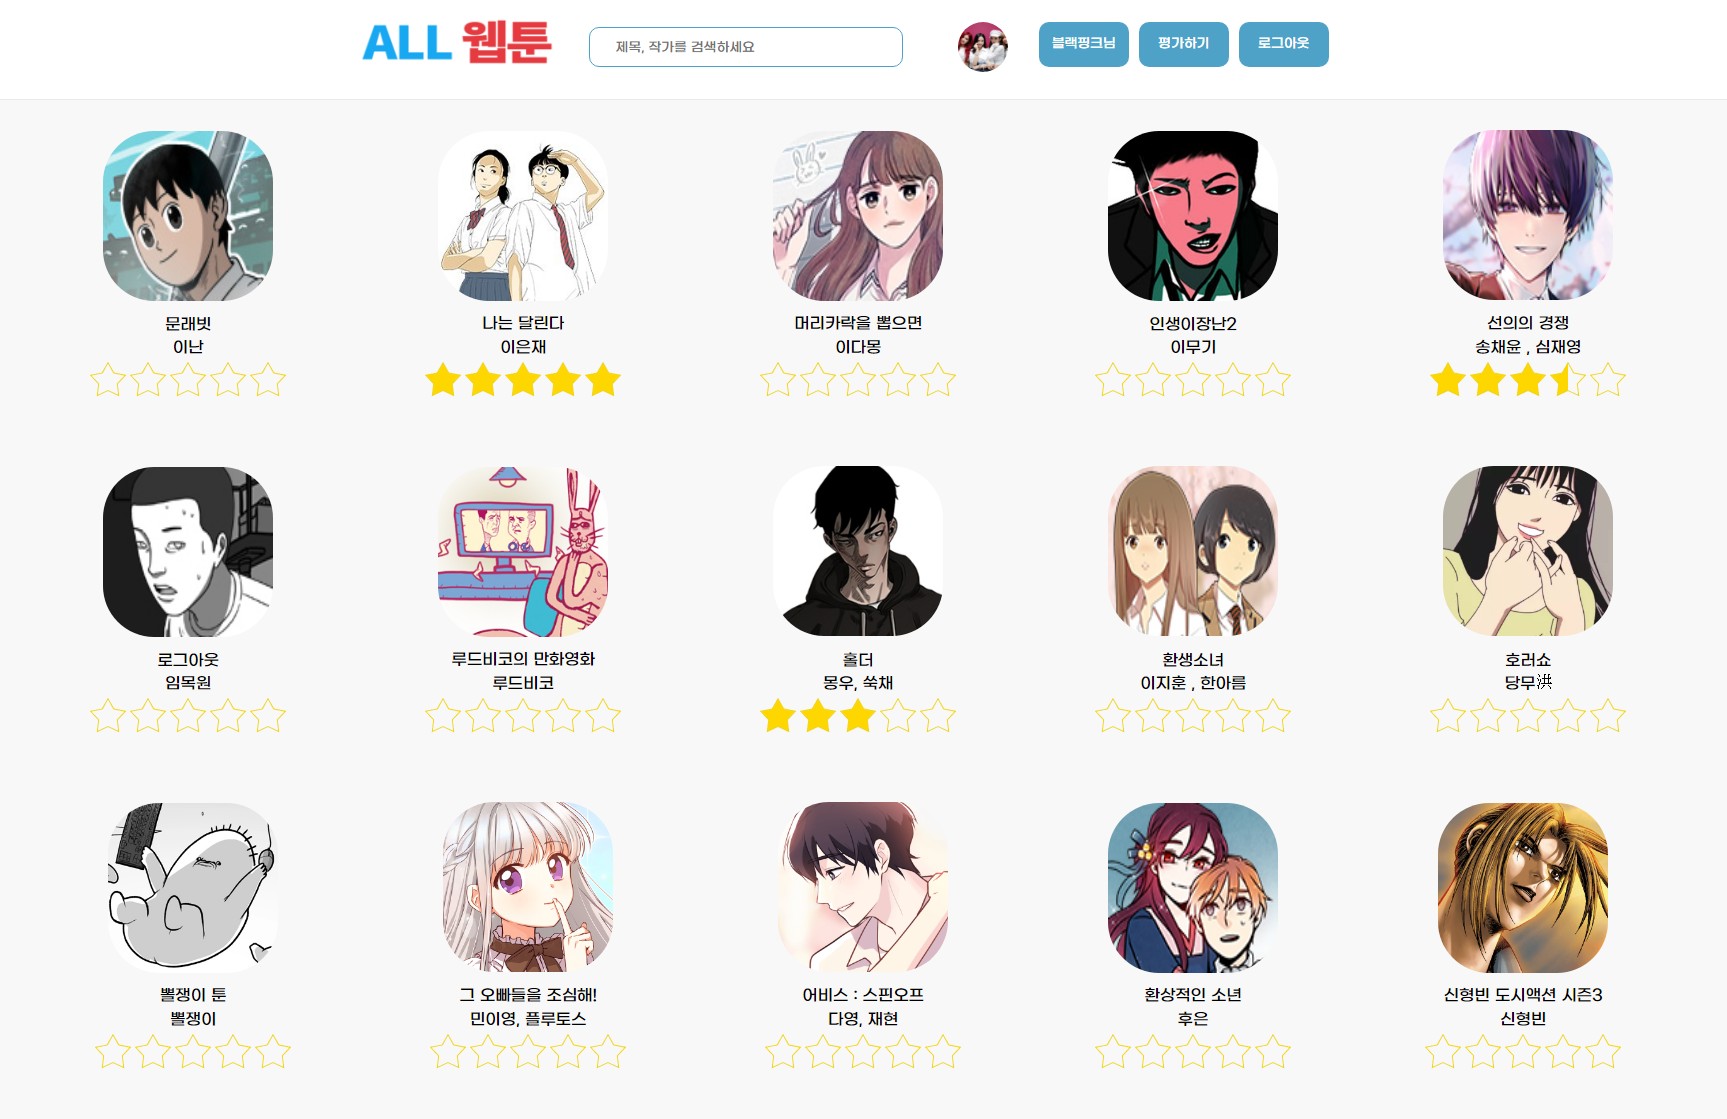 ALL 웹툰
제목, 작가를 검색하세요
블랙핑크님
평가하기
로그아웃
문래빗
이난
나는 달린다
이은재
머리카락을 뽑으면
이다몽
인생이장난2
이무기
선의의 경쟁
송채윤 , 심재영
로그아웃
임목원
루드비코의 만화영화
루드비코
홀더
몽우, 쑥채
환생소녀
이지훈 , 한아름
호러쇼
당무洪
뽈쟁이 툰
뽈쟁이
그 오빠들을 조심해!
민이영, 플루토스
어비스 : 스핀오프
다영, 재현
환상적인 소년
후은
신형빈 도시액션 시즌3
신형빈